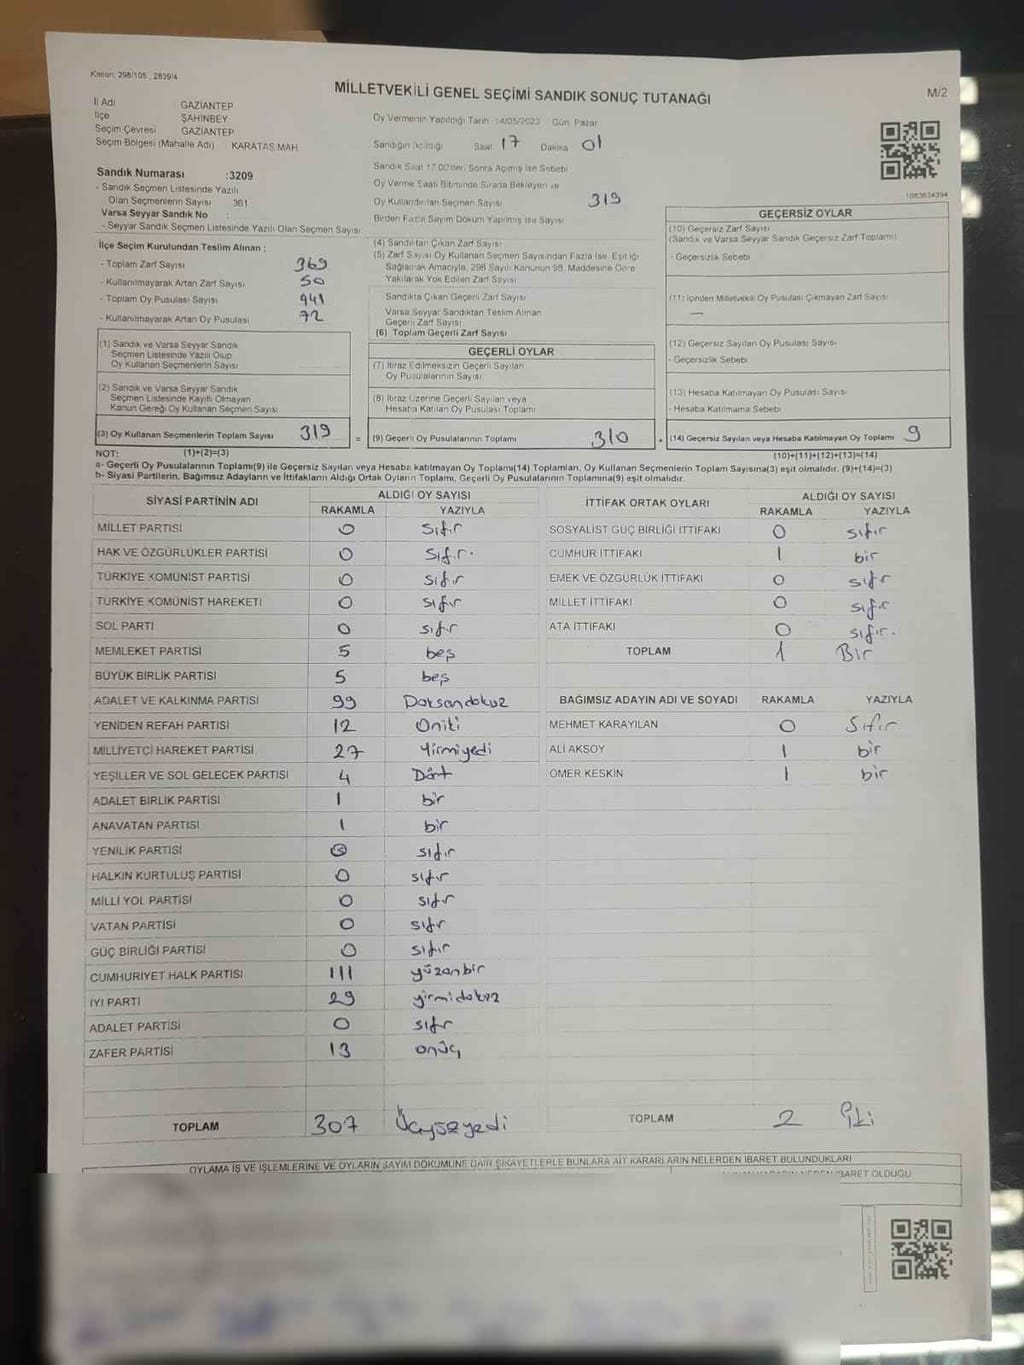 Kanun: 298/105 , 2839/4
MİLLETVEKİLİ GENEL SEÇİMİ SANDIK SONUÇ TUTANAĞI
M/2
İl Adı GAZİANTEP
İlçe ŞAHİNBEY
Seçim Çevresi GAZİANTEP
Seçim Bölgesi (Mahalle Adı) : KARATAŞ MAH.
Oy Vermenin Yapıldığı Tarih : 14/05/2023 Gün: Pazar
Sandığın Açıldığı Saat 17 Dakika 01
Sandık Saat 17:00'den Sonra Açılmış İse Sebebi
Oy Verme Saati Bitiminde Sırada Bekleyen ve
Oy Kullandırılan Seçmen Sayısı 319
Birden Fazla Sayım Döküm Yapılmış İse Sayısı
Sandık Numarası :3209
- Sandık Seçmen Listesinde Yazılı
Olan Seçmenlerin Sayısı 361
Varsa Seyyar Sandık No :
- Seyyar Sandık Seçmen Listesinde Yazılı Olan Seçmen Sayısı
İlçe Seçim Kurulundan Teslim Alınan :
- Toplam Zarf Sayısı 369
- Kullanılmayarak Artan Zarf Sayısı 50
- Toplam Oy Pusulası Sayısı 441
- Kullanılmayarak Artan Oy Pusulası 72
(1) Sandık ve Varsa Seyyar Sandık
Seçmen Listesinde Yazılı Olup
Oy Kullanan Seçmenlerin Sayısı
(2) Sandık ve Varsa Seyyar Sandık
Seçmen Listesinde Kayıtlı Olmayan
Kanun Gereği Oy Kullanan Seçmen Sayısı
(3) Oy Kullanan Seçmenlerin Toplam Sayısı 319
(4) Sandıktan Çıkan Zarf Sayısı
(5) Zarf Sayısı Oy Kullanan Seçmen Sayısından Fazla İse, Eşitliği
Sağlamak Amacıyla, 298 Sayılı Kanunun 98. Maddesine Göre
Yakılarak Yok Edilen Zarf Sayısı
Sandıkta Çıkan Geçerli Zarf Sayısı
Varsa Seyyar Sandıktan Teslim Alınan
Geçerli Zarf Sayısı
(6) Toplam Geçerli Zarf Sayısı
GEÇERLİ OYLAR
(7) İtiraz Edilmeksizin Geçerli Sayılan
Oy Pusulalarının Sayısı
(8) İtiraz Üzerine Geçerli Sayılan veya
Hesaba Katılan Oy Pusulası Toplamı
= (9) Geçerli Oy Pusulalarının Toplamı 310
1083634394
GEÇERSİZ OYLAR
(10) Geçersiz Zarf Sayısı
(Sandık ve Varsa Seyyar Sandık Geçersiz Zarf Toplamı)
- Geçersizlik Sebebi
(11) İçinden Milletvekili Oy Pusulası Çıkmayan Zarf Sayısı
—
(12) Geçersiz Sayılan Oy Pusulası Sayısı
- Geçersizlik Sebebi
(13) Hesaba Katılmayan Oy Pusulası Sayısı
- Hesaba Katılmama Sebebi
+ (14) Geçersiz Sayılan veya Hesaba Katılmayan Oy Toplamı 9
NOT: (1)+(2)=(3) (10)+(11)+(12)+(13)=(14)
a- Geçerli Oy Pusulalarının Toplamı(9) ile Geçersiz Sayılan veya Hesaba katılmayan Oy Toplamı(14) Toplamları, Oy Kullanan Seçmenlerin Toplam Sayısına(3) eşit olmalıdır. (9)+(14)=(3)
b- Siyasi Partilerin, Bağımsız Adayların ve İttifakların Aldığı Ortak Oyların Toplamı, Geçerli Oy Pusulalarının Toplamına(9) eşit olmalıdır.
SİYASİ PARTİNİN ADI ALDIĞI OY SAYISI
RAKAMLA YAZIYLA
MİLLET PARTİSİ 0 sıfır
HAK VE ÖZGÜRLÜKLER PARTİSİ 0 sıfır.
TÜRKİYE KOMÜNİST PARTİSİ 0 sıfır
TÜRKİYE KOMÜNİST HAREKETİ 0 sıfır
SOL PARTİ 0 sıfır
MEMLEKET PARTİSİ 5 beş
BÜYÜK BİRLİK PARTİSİ 5 beş
ADALET VE KALKINMA PARTİSİ 99 Doksandokuz
YENİDEN REFAH PARTİSİ 12 Oniki
MİLLİYETÇİ HAREKET PARTİSİ 27 Yirmiyedi
YEŞİLLER VE SOL GELECEK PARTİSİ 4 Dört
ADALET BİRLİK PARTİSİ 1 bir
ANAVATAN PARTİSİ 1 bir
YENİLİK PARTİSİ 0 sıfır
HALKIN KURTULUŞ PARTİSİ 0 sıfır
MİLLİ YOL PARTİSİ 0 sıfır
VATAN PARTİSİ 0 sıfır
GÜÇ BİRLİĞİ PARTİSİ 0 sıfır
CUMHURİYET HALK PARTİSİ 111 yüzonbir
İYİ PARTİ 29 yirmidokuz
ADALET PARTİSİ 0 sıfır
ZAFER PARTİSİ 13 onüç
TOPLAM 307 Üçyüzyedi
İTTİFAK ORTAK OYLARI ALDIĞI OY SAYISI
RAKAMLA YAZIYLA
SOSYALİST GÜÇ BİRLİĞİ İTTİFAKI 0 sıfır
CUMHUR İTTİFAKI 1 bir
EMEK VE ÖZGÜRLÜK İTTİFAKI 0 sıfır
MİLLET İTTİFAKI 0 sıfır
ATA İTTİFAKI 0 sıfır.
TOPLAM 1 Bir
BAĞIMSIZ ADAYIN ADI VE SOYADI RAKAMLA YAZIYLA
MEHMET KARAYILAN 0 Sıfır
ALİ AKSOY 1 bir
ÖMER KESKİN 1 bir
TOPLAM 2 İki
OYLAMA İŞ VE İŞLEMLERİNE VE OYLARIN SAYIM DÖKÜMÜNE DAİR ŞİKAYETLERLE BUNLARA AİT KARARLARIN NELERDEN İBARET BULUNDUKLARI
İBARET OLDUĞU